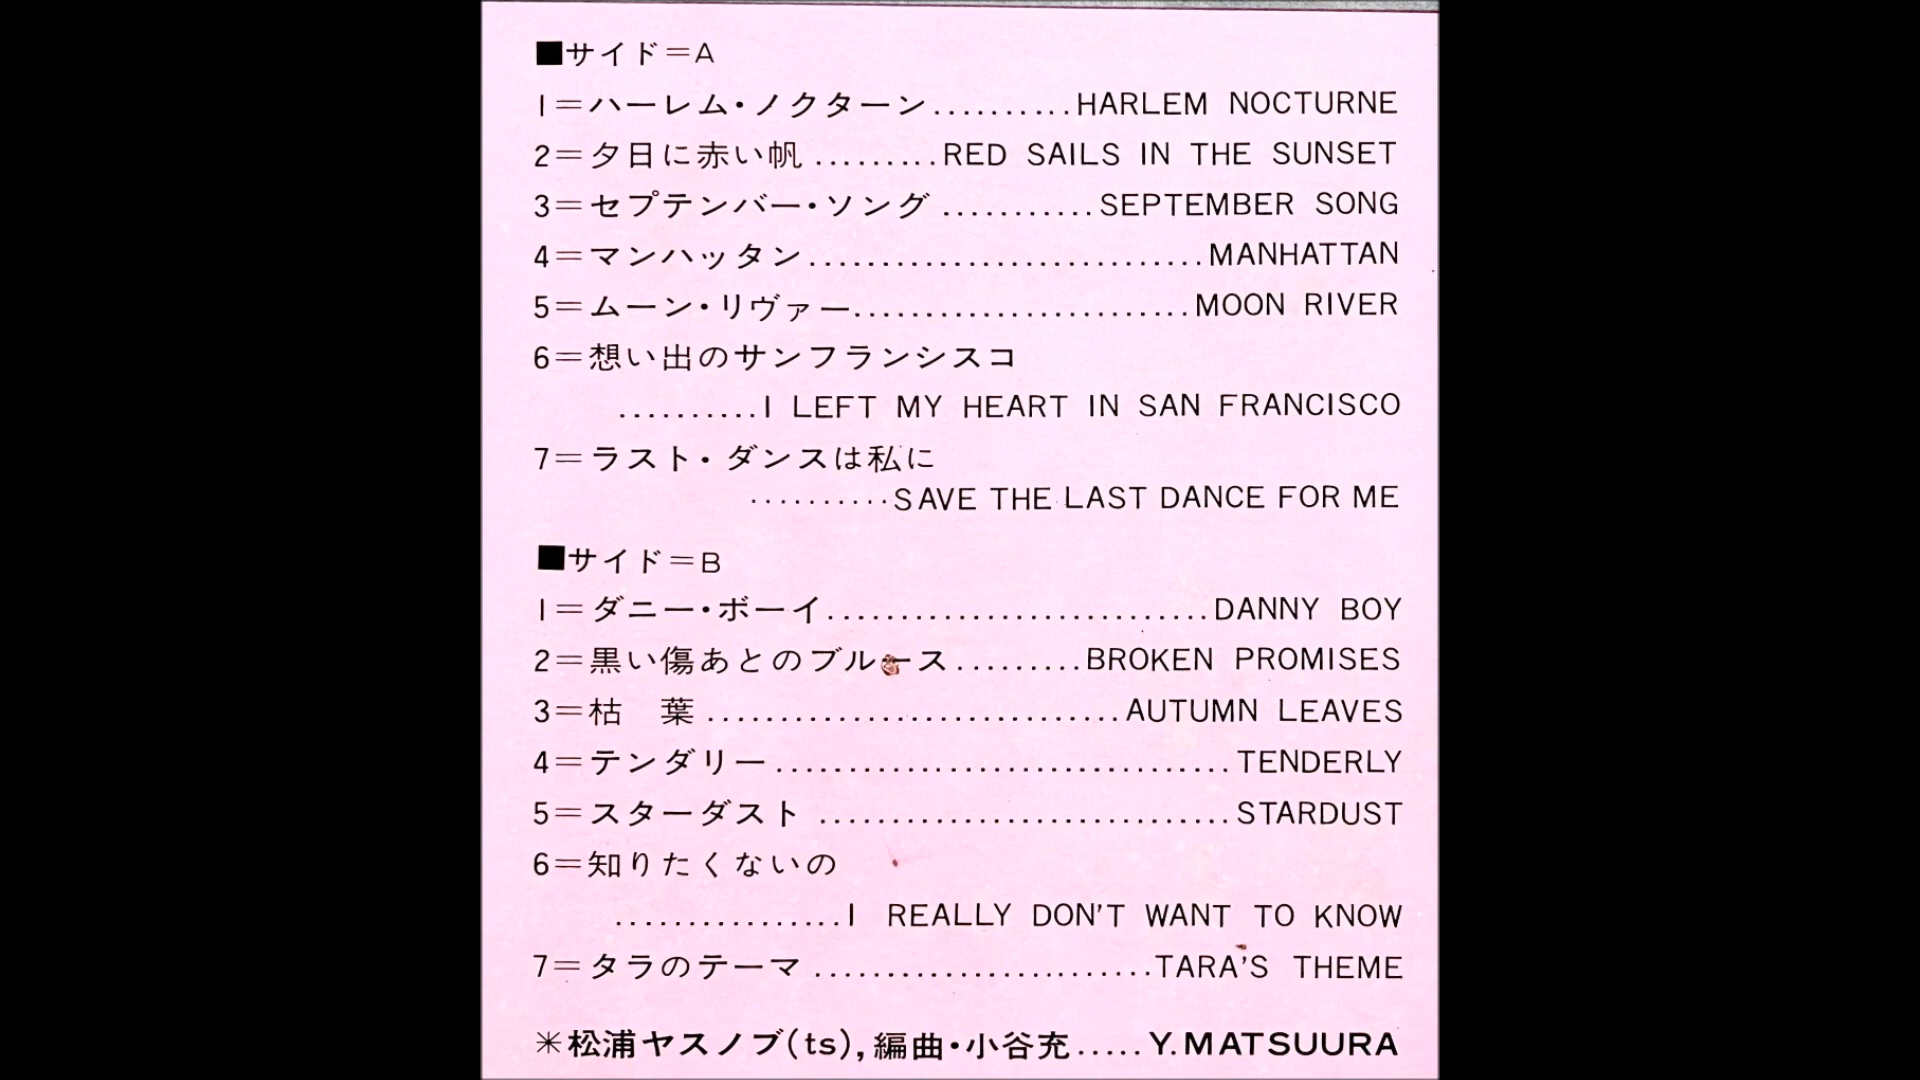 ■サイド=A
1=ハーレム・ノクターン..........HARLEM NOCTURNE
2=夕日に赤い帆.........RED SAILS IN THE SUNSET
3=セプテンバー・ソング...........SEPTEMBER SONG
4=マンハッタン...........................MANHATTAN
5=ムーン・リヴァー.......................MOON RIVER
6=想い出のサンフランシスコ
..........I LEFT MY HEART IN SAN FRANCISCO
7=ラスト・ダンスは私に
..........SAVE THE LAST DANCE FOR ME
■サイド=B
1=ダニー・ボーイ..........................DANNY BOY
2=黒い傷あとのブルース.........BROKEN PROMISES
3=枯 葉............................AUTUMN LEAVES
4=テンダリー...............................TENDERLY
5=スターダスト............................STARDUST
6=知りたくないの
................I REALLY DON'T WANT TO KNOW
7=タラのテーマ.......................TARA'S THEME
✳松浦ヤスノブ(ts),編曲・小谷充.....Y.MATSUURA